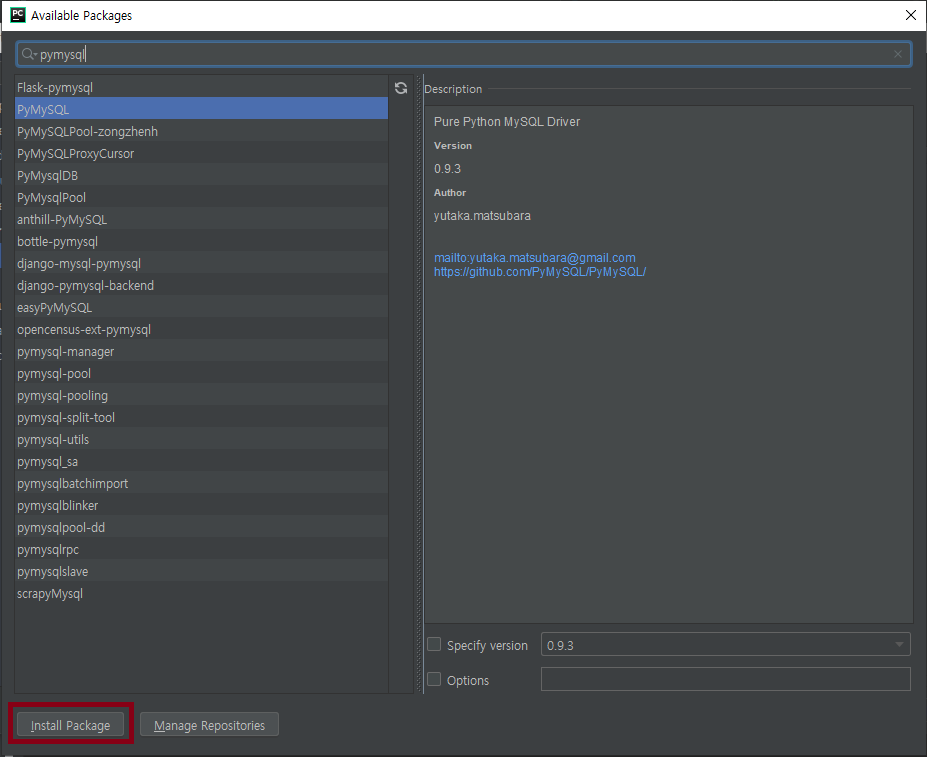 PC Available Packages
pymysql
Flask-pymysql
PyMySQL
PyMySQLPool-zongzhenh
PyMySQLProxyCursor
PyMysqlDB
PyMysqlPool
anthill-PyMySQL
bottle-pymysql
django-mysql-pymysql
django-pymysql-backend
easyPyMySQL
opencensus-ext-pymysql
pymysql-manager
pymysql-pool
pymysql-pooling
pymysql-split-tool
pymysql-utils
pymysql_sa
pymysqlbatchimport
pymysqlblinker
pymysqlpool-dd
pymysqlrpc
pymysqlslave
scrapyMysql
Description
Pure Python MySQL Driver
Version
0.9.3
Author
yutaka.matsubara
mailto:yutaka.matsubara@gmail.com
https://github.com/PyMySQL/PyMySQL/
Specify version 0.9.3
Options
Install Package Manage Repositories